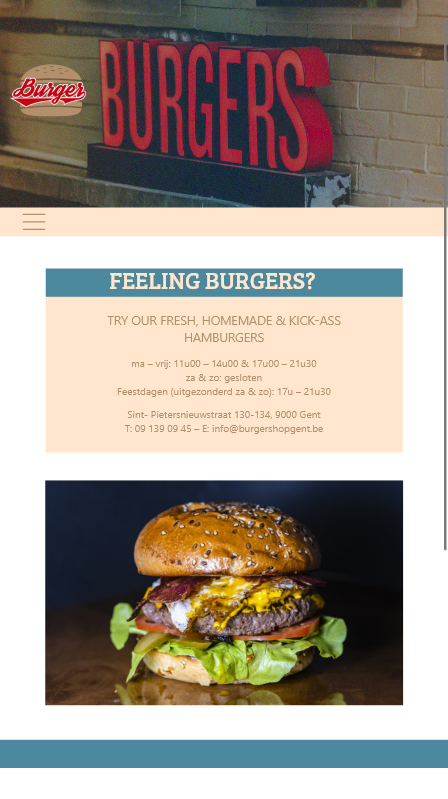 BURGERS
Burger
FEELING BURGERS?
TRY OUR FRESH, HOMEMADE & KICK-ASS
HAMBURGERS
ma – vrij: 11u00 – 14u00 & 17u00 – 21u30
za & zo: gesloten
Feestdagen (uitgezonderd za & zo): 17u – 21u30
Sint- Pietersnieuwstraat 130-134, 9000 Gent
T: 09 139 09 45 – E: info@burgershopgent.be